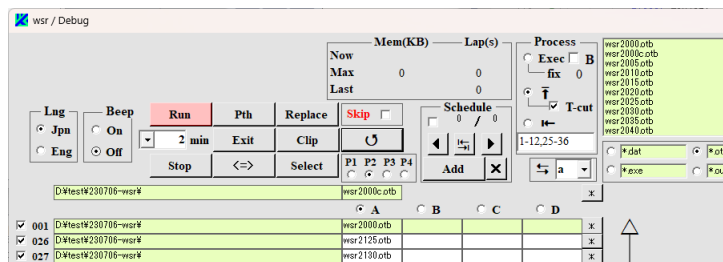 wsr / Debug
Mem(KB) Lap(s)
Now
Max 0 0
Last 0
Process
Exec B
fix 0
T-cut
1-12,25-36
a
wsr2000.otb
wsr2000c.otb
wsr2005.otb
wsr2010.otb
wsr2015.otb
wsr2020.otb
wsr2025.otb
wsr2030.otb
wsr2035.otb
wsr2040.otb
*.dat *.ot
*.exe *.ou
Lng Beep
Jpn On
Eng Off
Run Pth Replace Skip
2 min Exit Clip
Stop <=> Select P1 P2 P3 P4
Schedule
0 / 0
Add X
D:¥test¥230706-wsr¥ wsr2000c.otb *
A B C D
001 D:¥test¥230706-wsr¥ wsr2000.otb *
026 D:¥test¥230706-wsr¥ wsr2125.otb *
027 D:¥test¥230706-wsr¥ wsr2130.otb *